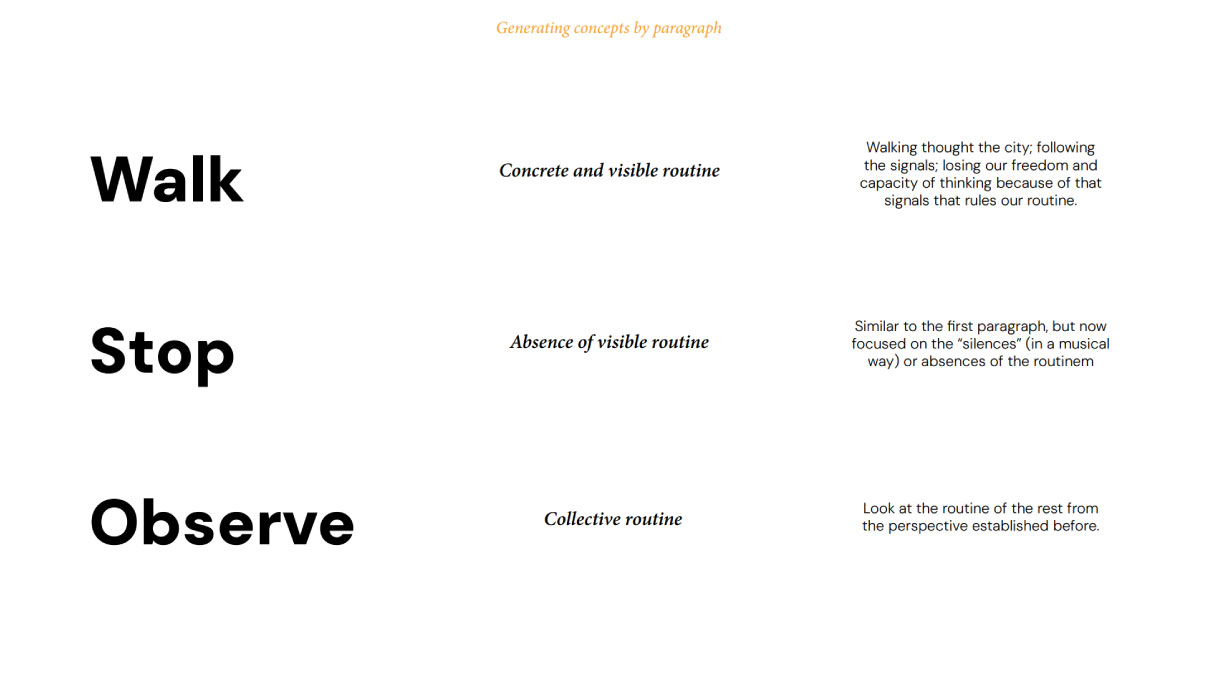 Generating concepts by paragraph
Walk
Concrete and visible routine
Walking thought the city; following
the signals; losing our freedom and
capacity of thinking because of that
signals that rules our routine.
Stop
Absence of visible routine
Similar to the first paragraph, but now
focused on the “silences” (in a musical
way) or absences of the routinem
Observe
Collective routine
Look at the routine of the rest from
the perspective established before.